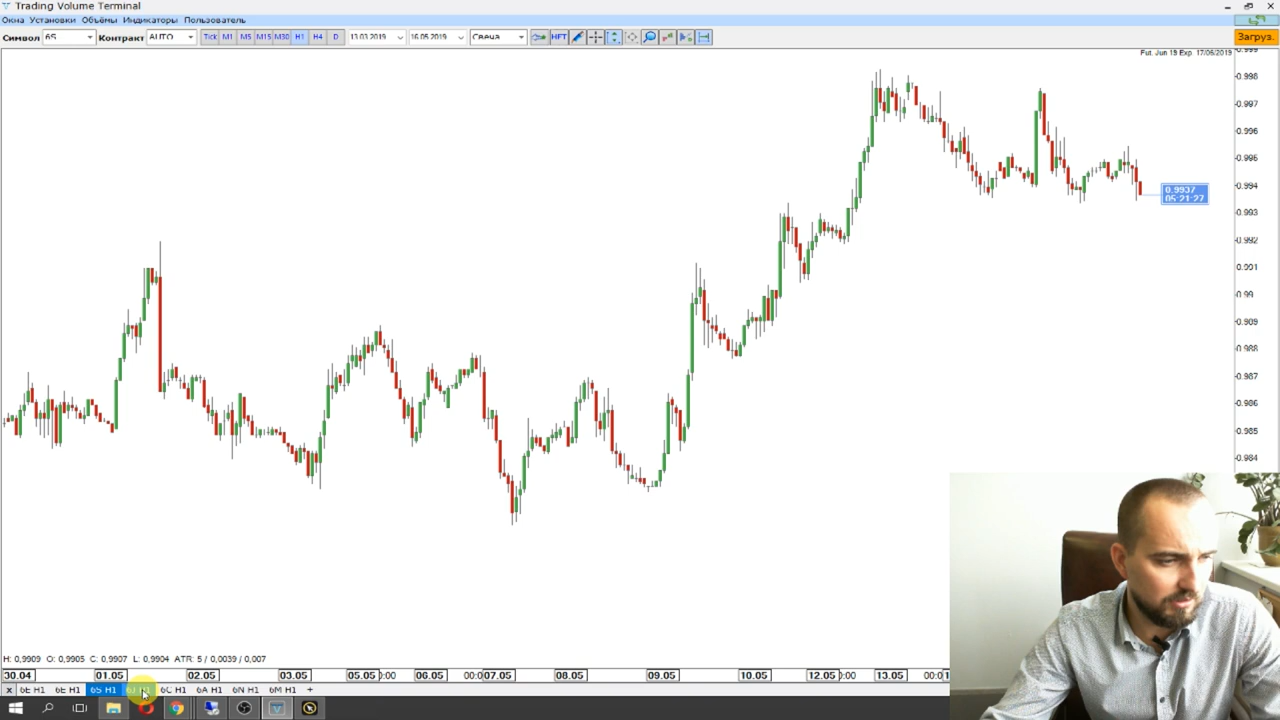 Trading Volume Terminal
Окна Установки Объёмы Индикаторы Пользователь
Символ 6S Контракт AUTO Tick M1 M5 M15 M30 H1 H4 D 13.03.2019 16.05.2019 Свеча HFT Загруз.
Fut. Jun 19 Exp. 17/06/2019
0.999
0.998
0.997
0.996
0.995
0.994
0.9937
05:21:27
0.993
0.992
0.991
0.99
0.989
0.988
0.987
0.986
0.985
0.984
H: 0,9909 O: 0,9905 C: 0,9907 L: 0,9904 ATR: 5 / 0,0039 / 0,007
30.04 01.05 02.05 03.05 05.05 06.05 07.05 08.05 09.05 10.05 12.05 13.05
x 6E H1 6E H1 6S H1 6J H1 6C H1 6A H1 6N H1 6M H1 +